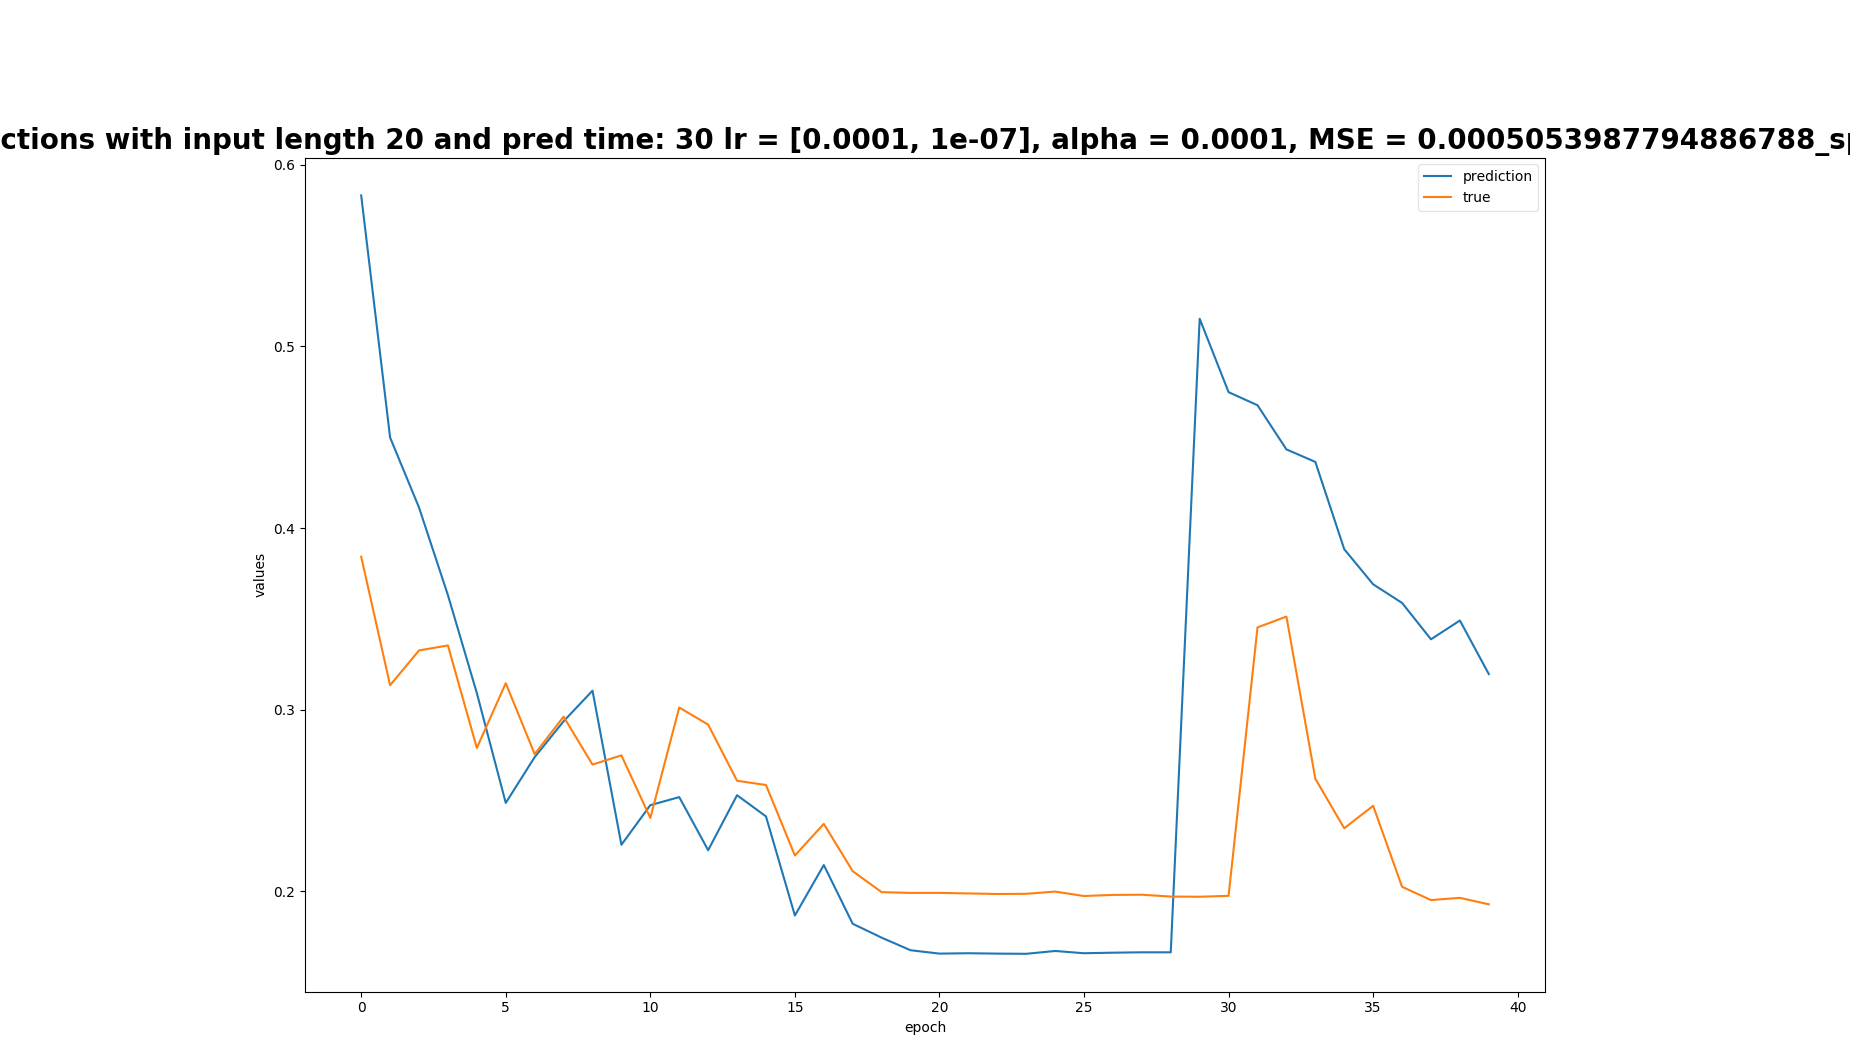 ctions with input length 20 and pred time: 30 lr = [0.0001, 1e-07], alpha = 0.0001, MSE = 0.0005053987794886788_sp
prediction
true
0.6
0.5
0.4
0.3
0.2
values
0 5 10 15 20 25 30 35 40
epoch